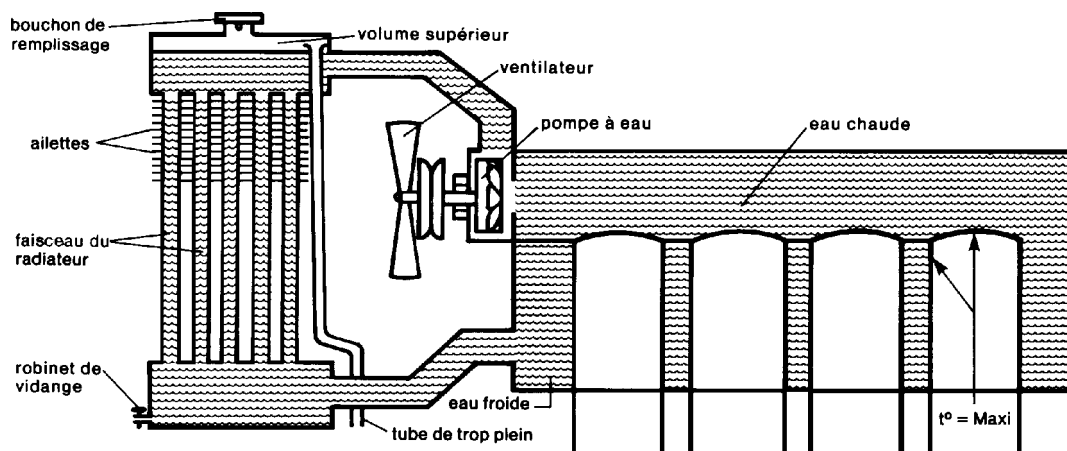 bouchon de
remplissage
volume supérieur
ventilateur
pompe à eau
eau chaude
ailettes
faisceau du
radiateur
robinet de
vidange
eau froide
tube de trop plein
t° = Maxi